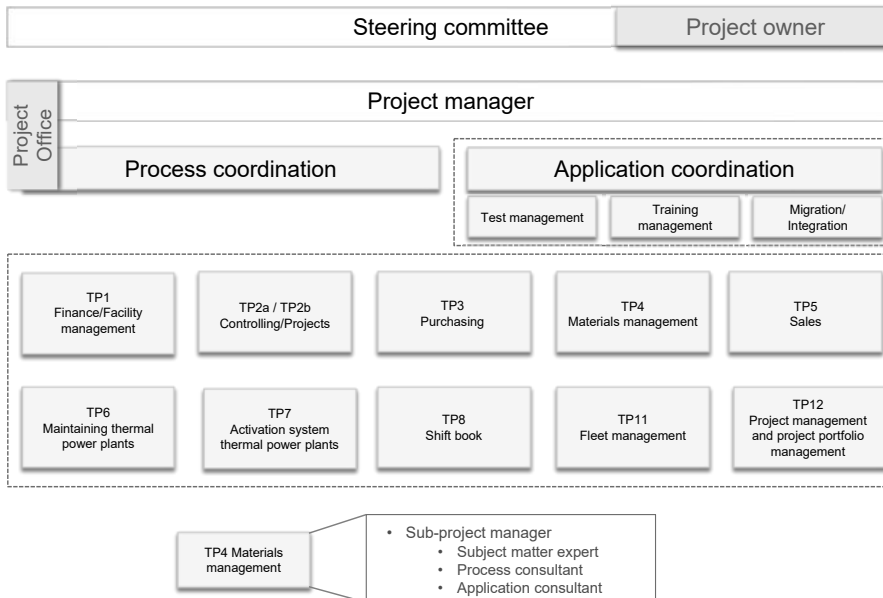 Steering committee
Project owner
Project
Office
Project manager
Process coordination
Application coordination
Test management
Training
management
Migration/
Integration
TP1
Finance/Facility
management
TP2a / TP2b
Controlling/Projects
TP3
Purchasing
TP4
Materials management
TP5
Sales
TP6
Maintaining thermal
power plants
TP7
Activation system
thermal power plants
TP8
Shift book
TP11
Fleet management
TP12
Project management
and project portfolio
management
TP4 Materials
management
• Sub-project manager
• Subject matter expert
• Process consultant
• Application consultant